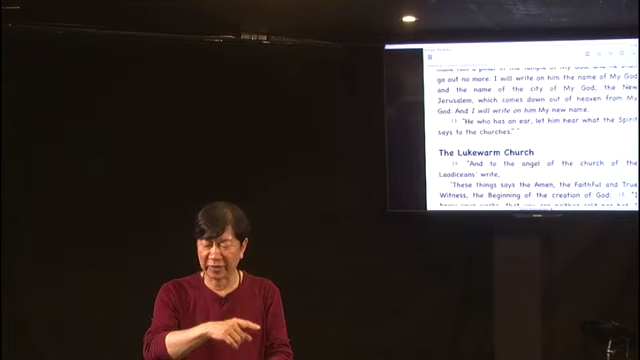 go out no more. I will write on him the name of My God
and the name of the city of My God, the New
Jerusalem, which comes down out of heaven from My
God. And I will write on him My new name.
13 "He who has an ear, let him hear what the Spirit
says to the churches." '
The Lukewarm Church
14 "And to the angel of the church of the
Laodiceans write,
'These things says the Amen, the Faithful and True
Witness, the Beginning of the creation of God: 15 "I